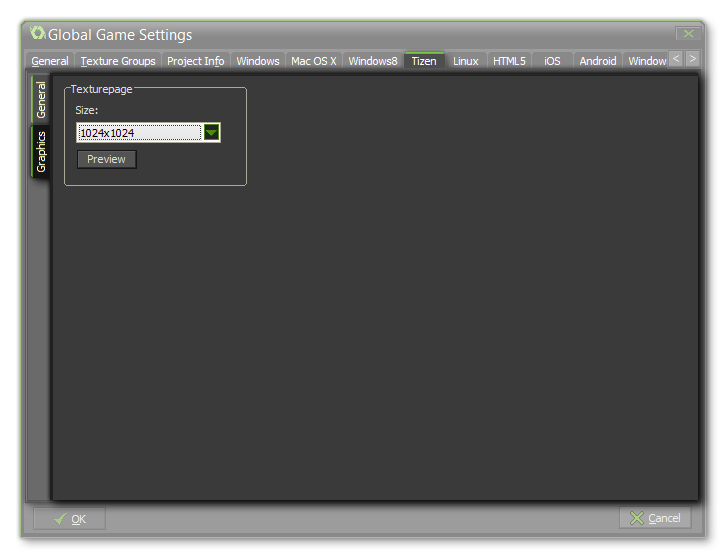 Global Game Settings
General Texture Groups Project Info Windows Mac OS X Windows8 Tizen Linux HTML5 iOS Android Window < >
General
Graphics
Texturepage
Size:
1024x1024
Preview
OK
Cancel